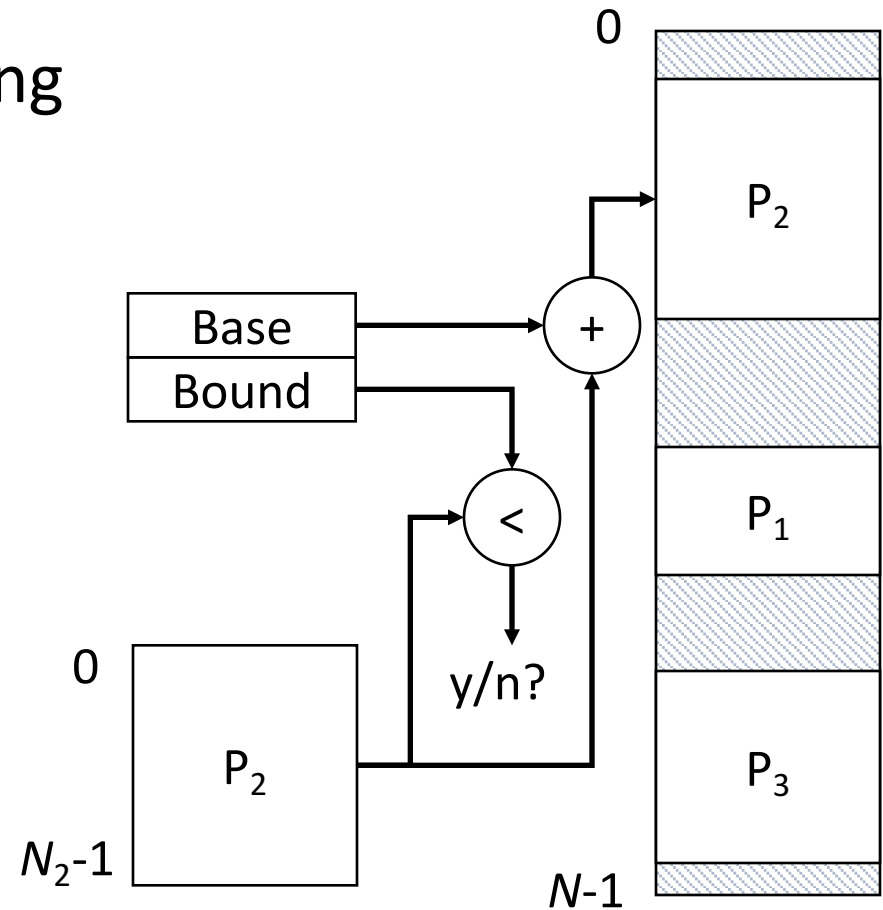 ng
0
P₂
Base
+
Bound
<
P₁
0
y/n?
P₂
P₃
N₂-1
N-1